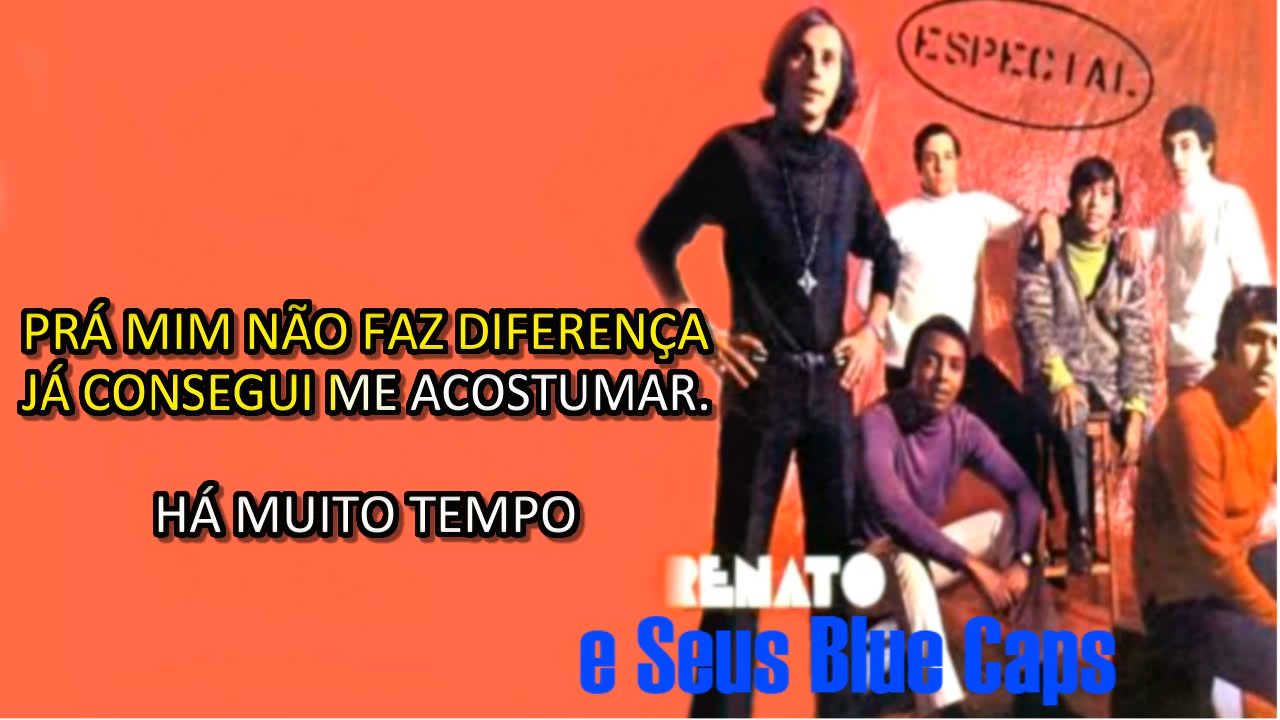 ESPECIAL
PRÁ MIM NÃO FAZ DIFERENÇA
JÁ CONSEGUI ME ACOSTUMAR.
HÁ MUITO TEMPO
RENATO
e Seus Blue Caps